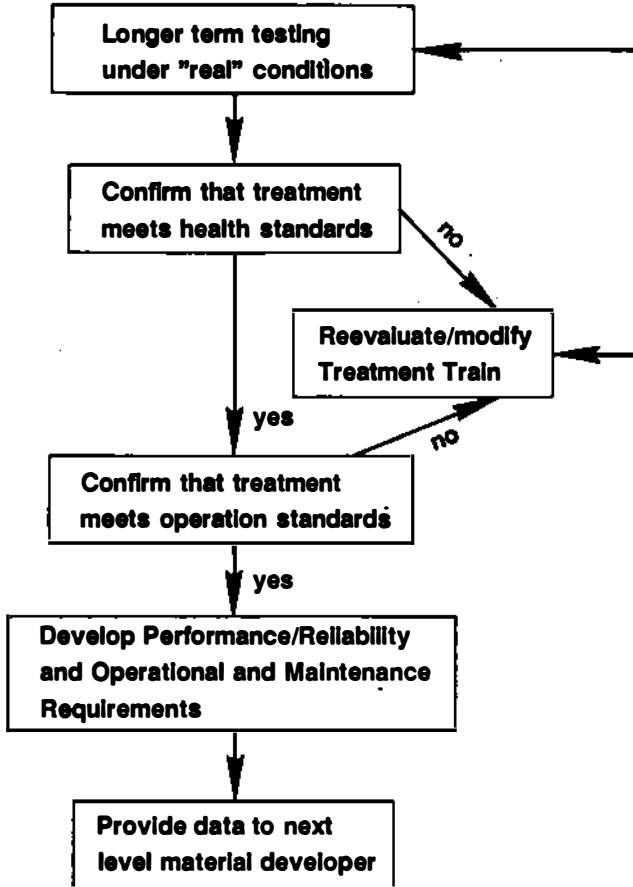 Longer term testing
under "real" conditions
Confirm that treatment
meets health standards
no
Reevaluate/modify
Treatment Train
yes
no
Confirm that treatment
meets operation standards
yes
Develop Performance/Reliability
and Operational and Maintenance
Requirements
Provide data to next
level material developer